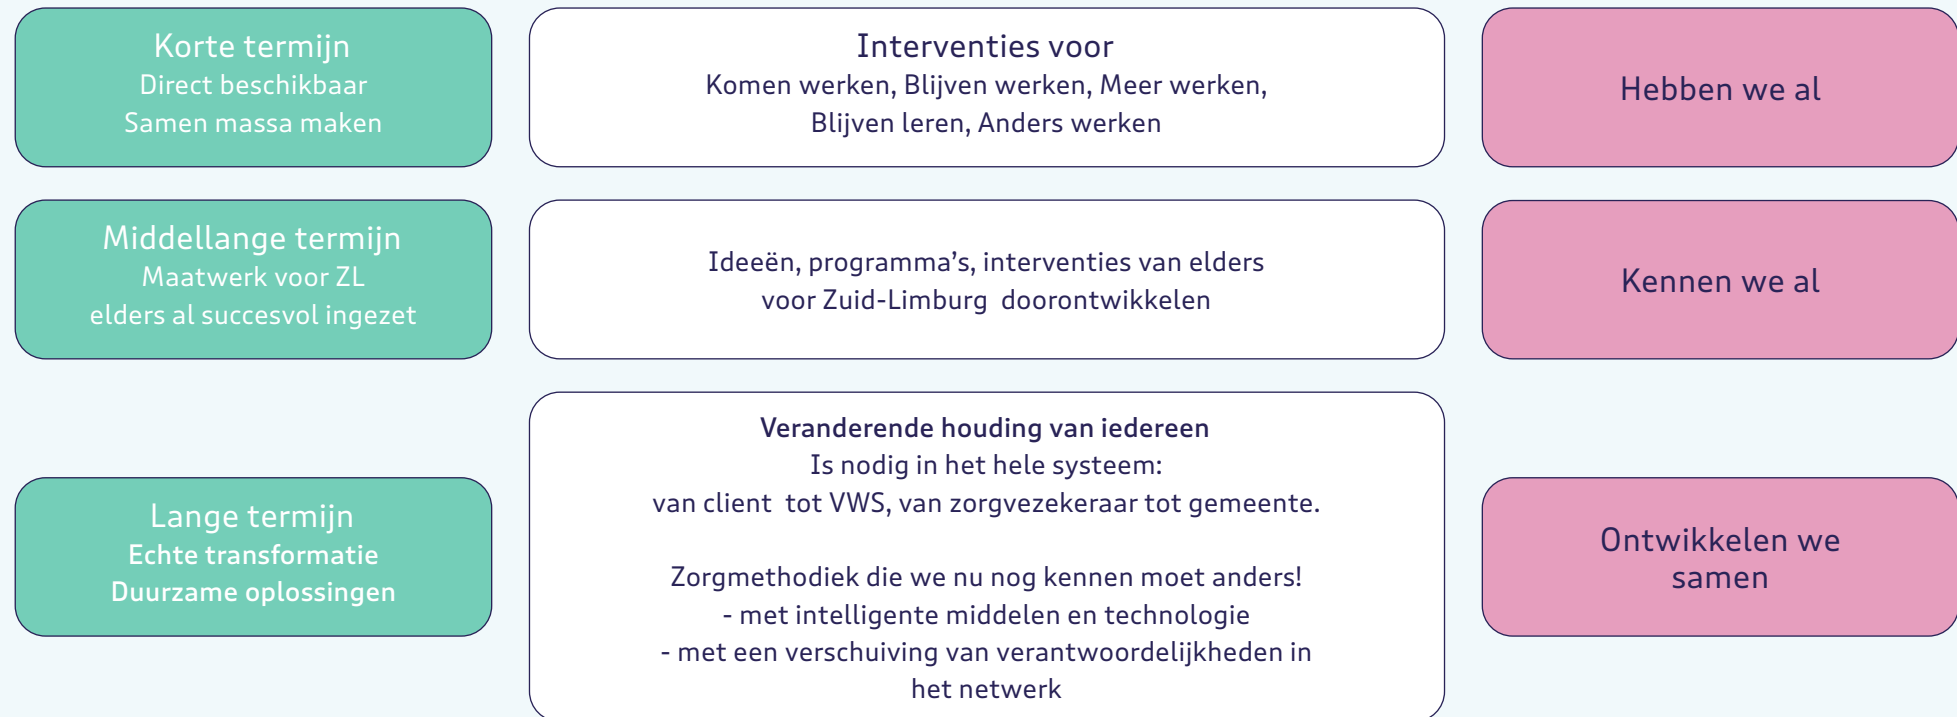 Korte termijn
Direct beschikbaar
Samen massa maken
Interventies voor
Komen werken, Blijven werken, Meer werken,
Blijven leren, Anders werken
Hebben we al
Middellange termijn
Maatwerk voor ZL
elders al succesvol ingezet
Ideeën, programma's, interventies van elders
voor Zuid-Limburg doorontwikkelen
Kennen we al
Lange termijn
Echte transformatie
Duurzame oplossingen
Veranderende houding van iedereen
Is nodig in het hele systeem:
van client tot VWS, van zorgvezekeraar tot gemeente.
Zorgmethodiek die we nu nog kennen moet anders!
- met intelligente middelen en technologie
- met een verschuiving van verantwoordelijkheden in
het netwerk
Ontwikkelen we
samen